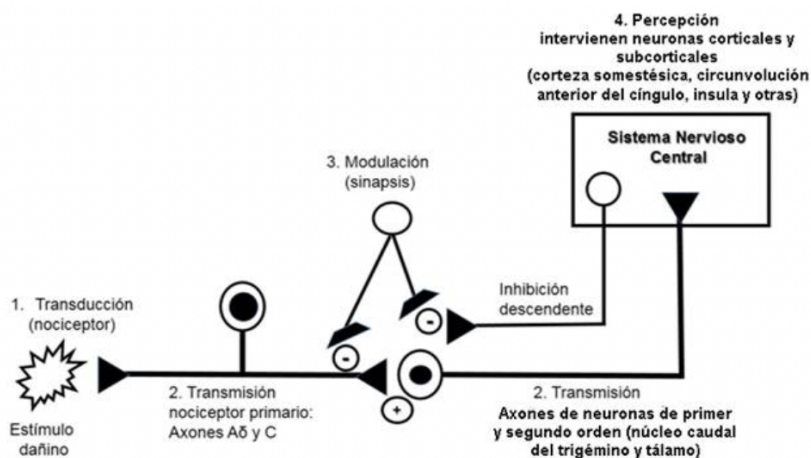 4. Percepción
intervienen neuronas corticales y
subcorticales
(corteza somestésica, circunvolución
anterior del cíngulo, insula y otras)
Sistema Nervioso
Central
3. Modulación
(sinapsis)
Inhibición
descendente
1. Transducción
(nociceptor)
Estímulo
dañino
2. Transmisión
nociceptor primario:
Axones Aδ y C
-
-
+
2. Transmisión
Axones de neuronas de primer
y segundo orden (núcleo caudal
del trigémino y tálamo)